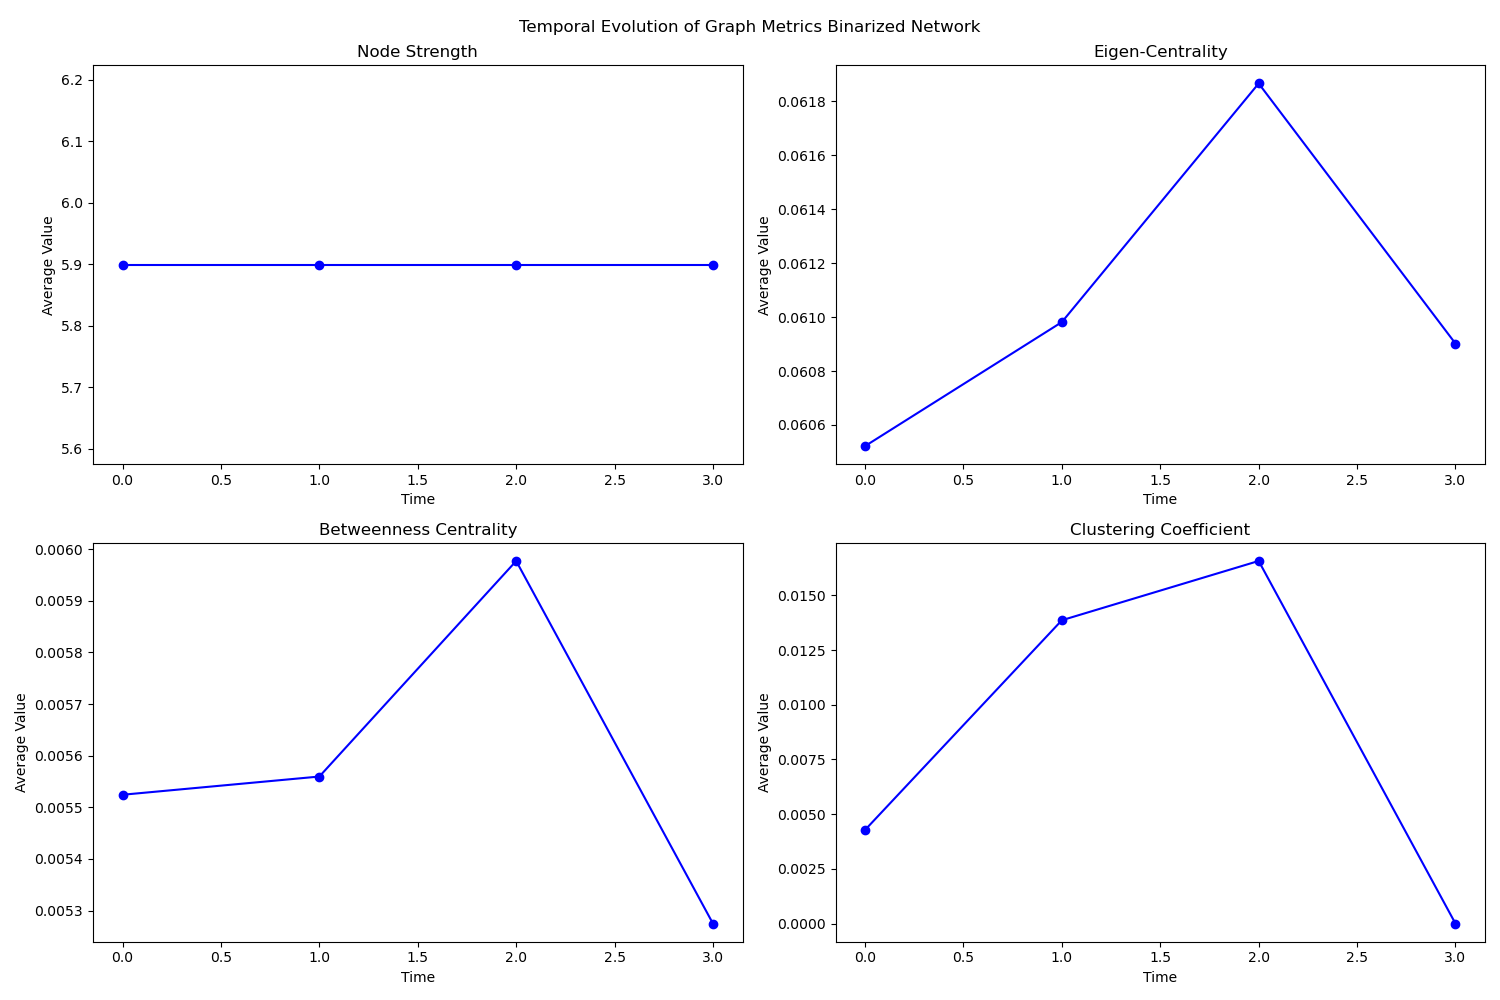 Temporal Evolution of Graph Metrics Binarized Network
Node Strength
6.2
6.1
6.0
5.9
5.8
5.7
5.6
Average Value
0.0 0.5 1.0 1.5 2.0 2.5 3.0
Time
Eigen-Centrality
0.0618
0.0616
0.0614
0.0612
0.0610
0.0608
0.0606
Average Value
0.0 0.5 1.0 1.5 2.0 2.5 3.0
Time
Betweenness Centrality
0.0060
0.0059
0.0058
0.0057
0.0056
0.0055
0.0054
0.0053
Average Value
0.0 0.5 1.0 1.5 2.0 2.5 3.0
Time
Clustering Coefficient
0.0150
0.0125
0.0100
0.0075
0.0050
0.0025
0.0000
Average Value
0.0 0.5 1.0 1.5 2.0 2.5 3.0
Time